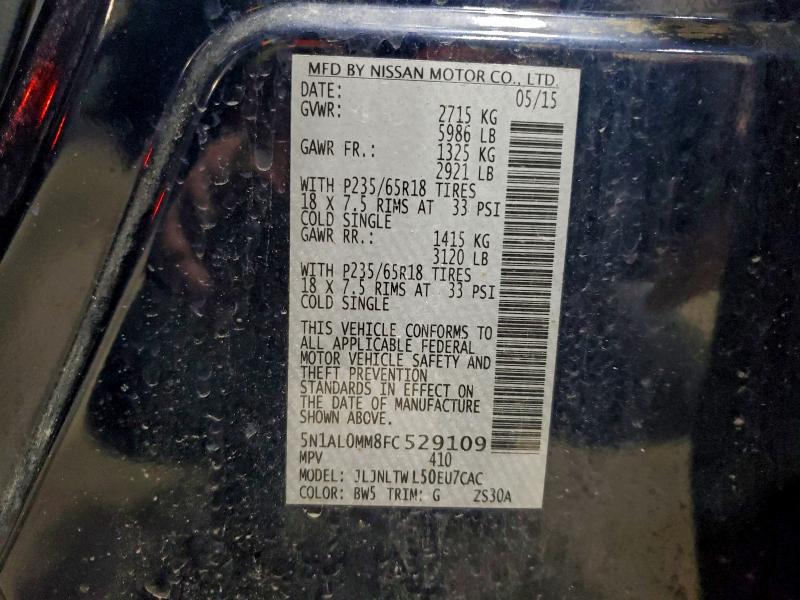 MFD BY NISSAN MOTOR CO., LTD.
DATE: 05/15
GVWR: 2715 KG
5986 LB
GAWR FR.: 1325 KG
2921 LB
WITH P235/65R18 TIRES
18 X 7.5 RIMS AT 33 PSI
COLD SINGLE
GAWR RR.: 1415 KG
3120 LB
WITH P235/65R18 TIRES
18 X 7.5 RIMS AT 33 PSI
COLD SINGLE
THIS VEHICLE CONFORMS TO
ALL APPLICABLE FEDERAL
MOTOR VEHICLE SAFETY AND
THEFT PREVENTION
STANDARDS IN EFFECT ON
THE DATE OF MANUFACTURE
SHOWN ABOVE.
5N1AL0MM8FC529109
MPV 410
MODEL: JLJNLTWL50EU7CAC
COLOR: BW5 TRIM: G ZS30A